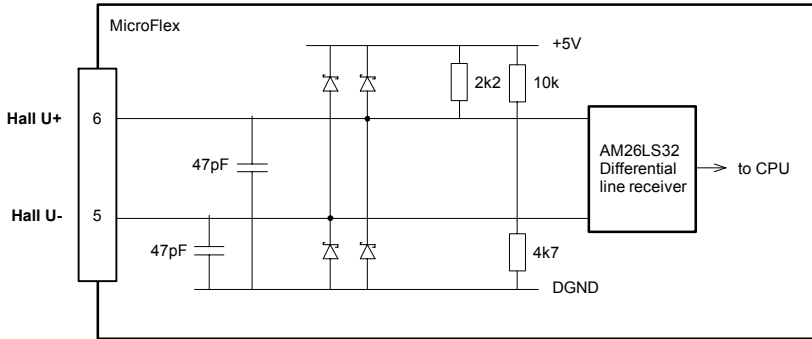 MicroFlex
+5V
2k2
10k
Hall U+
6
AM26LS32
Differential
line receiver
to CPU
47pF
Hall U-
5
47pF
4k7
DGND